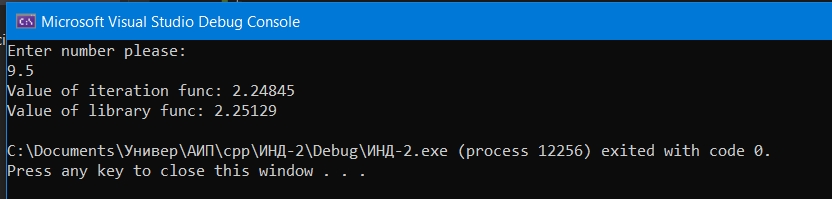 Microsoft Visual Studio Debug Console
Enter number please:
9.5
Value of iteration func: 2.24845
Value of library func: 2.25129
C:\Documents\Универ\АИП\cpp\ИНД-2\Debug\ИНД-2.exe (process 12256) exited with code 0.
Press any key to close this window . . .